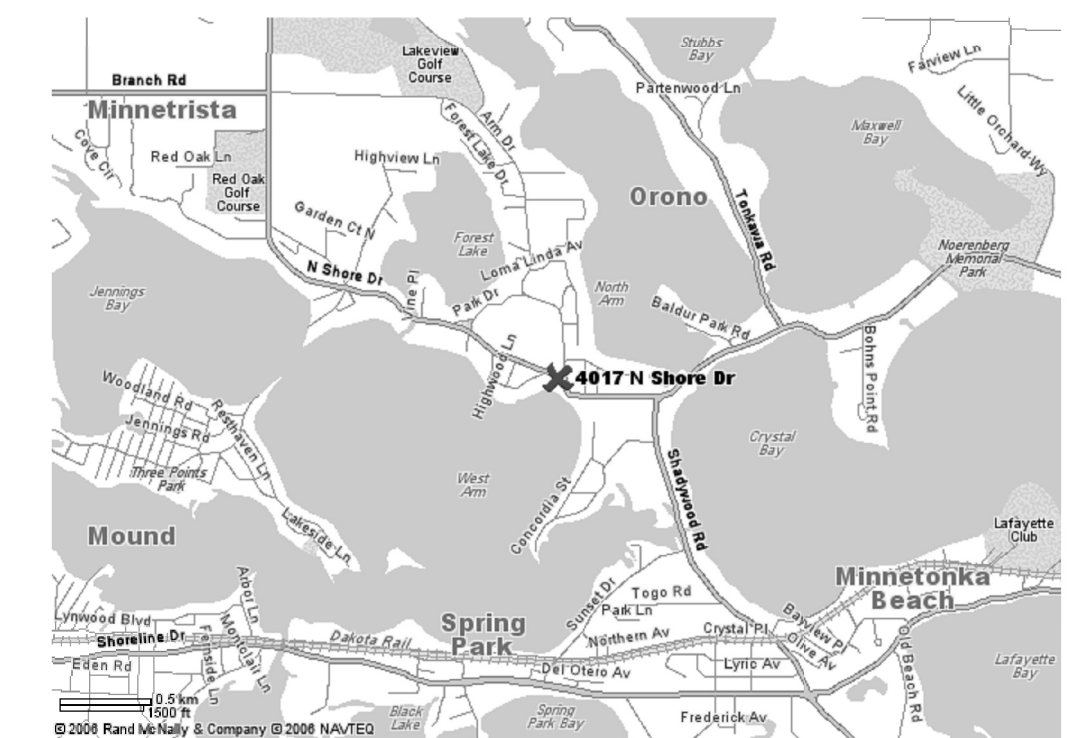 Stubbs
Bay
Lakeview
Golf
Course
Farview Ln
Branch Rd
Partenwood Ln
Minnetrista
Little Orchard Wy
Arm Dr
Forest Lake Dr
Maxwell
Bay
Cove Cir
Red Oak Ln
Highview Ln
Red Oak
Golf
Course
Orono
Tonkawa Rd
Garden Ct N
Forest
Lake
Loma Linda Av
Noerenberg
Memorial
Park
N Shore Dr
Vine Pl
Park Dr
North
Arm
Jennings
Bay
Baldur Park Rd
Bohns Point Rd
Highwood Ln
4017 N Shore Dr
Woodland Rd
Resthaven Ln
Jennings Rd
Crystal
Bay
Three Points
Park
West
Arm
Shadywood Rd
Concordia St
Lakeside Ln
Mound
Lafayette
Club
Arbor Ln
Sunset Dr
Togo Rd
Minnetonka
Beach
Park Ln
Lynwood Blvd
Spring
Park
Bayview Pl
Crystal Pl
Olive Av
Shoreline Dr
Fernside Ln
Montclair Ln
Dakota Rail
Northern Av
Old Beach Rd
Eden Rd
Del Otero Av
Lyric Av
Lafayette
Bay
0.5 km
1500 ft
Black
Lake
Spring
Park Bay
Frederick Av
© 2006 Rand McNally & Company © 2006 NAVTEQ